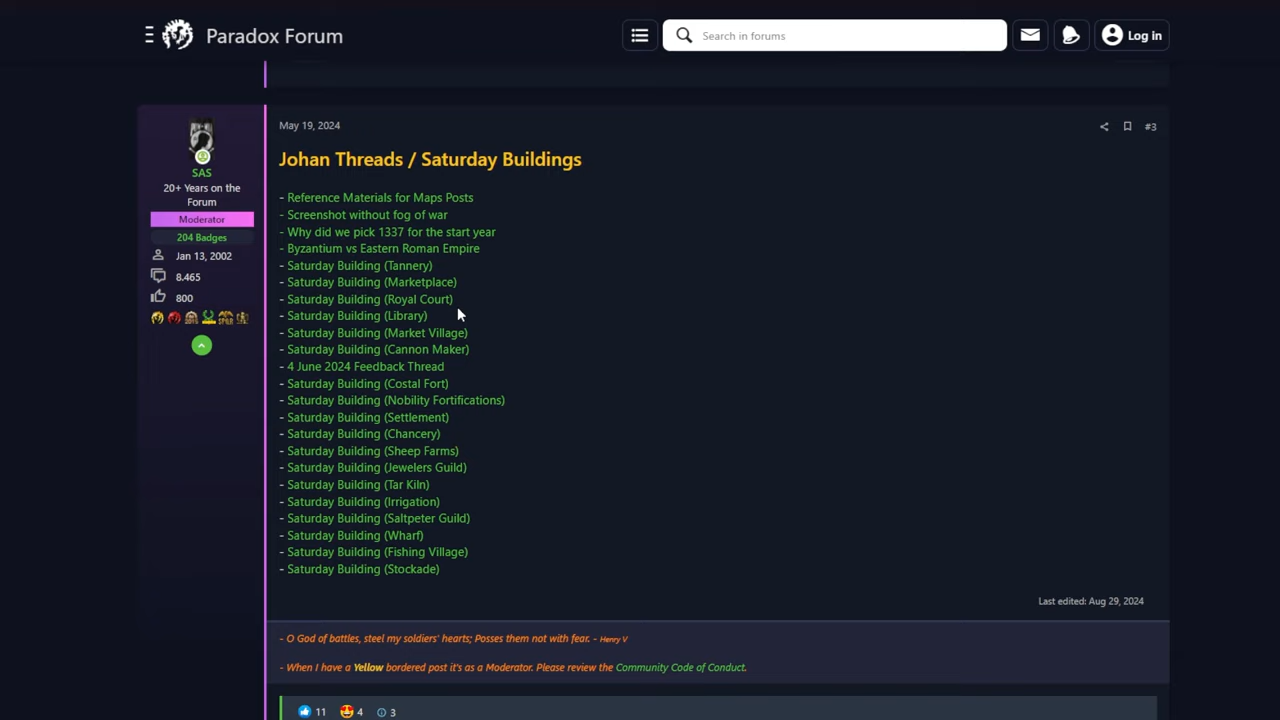 Paradox Forum
Search in forums
Log in
May 19, 2024
#3
SAS
20+ Years on the
Forum
Moderator
204 Badges
Jan 13, 2002
8.465
800
Johan Threads / Saturday Buildings
- Reference Materials for Maps Posts
- Screenshot without fog of war
- Why did we pick 1337 for the start year
- Byzantium vs Eastern Roman Empire
- Saturday Building (Tannery)
- Saturday Building (Marketplace)
- Saturday Building (Royal Court)
- Saturday Building (Library)
- Saturday Building (Market Village)
- Saturday Building (Cannon Maker)
- 4 June 2024 Feedback Thread
- Saturday Building (Costal Fort)
- Saturday Building (Nobility Fortifications)
- Saturday Building (Settlement)
- Saturday Building (Chancery)
- Saturday Building (Sheep Farms)
- Saturday Building (Jewelers Guild)
- Saturday Building (Tar Kiln)
- Saturday Building (Irrigation)
- Saturday Building (Saltpeter Guild)
- Saturday Building (Wharf)
- Saturday Building (Fishing Village)
- Saturday Building (Stockade)
Last edited: Aug 29, 2024
- O God of battles, steel my soldiers' hearts; Posses them not with fear. - Henry V
- When I have a Yellow bordered post it's as a Moderator. Please review the Community Code of Conduct.
11 4 3